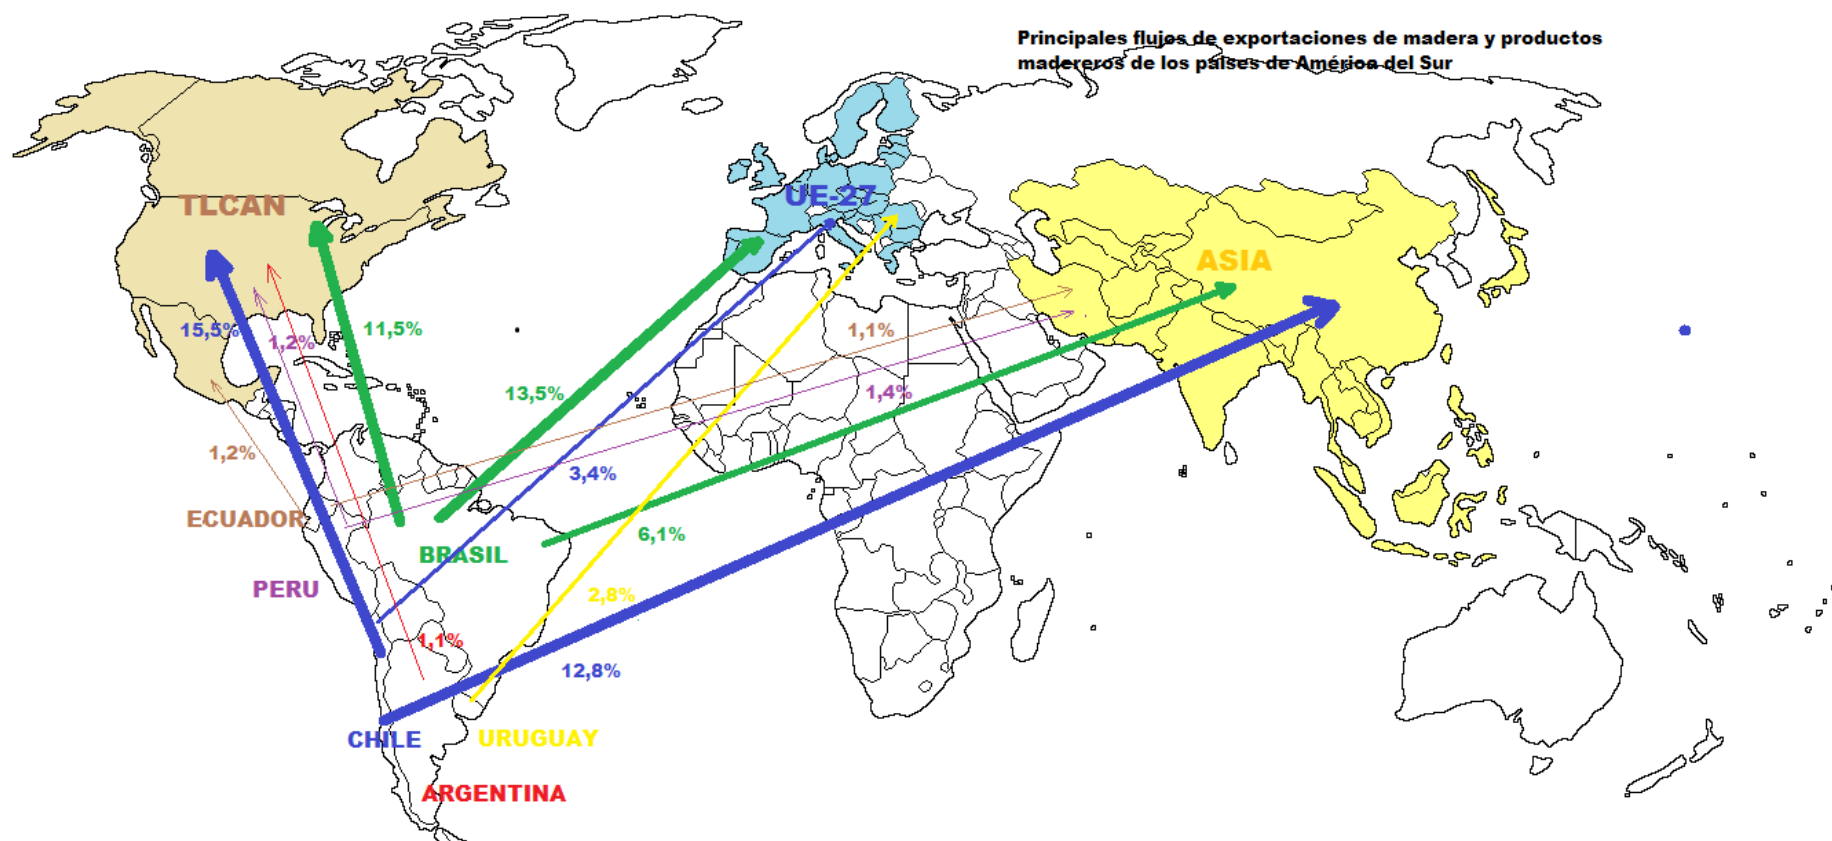 Principales flujos de exportaciones de madera y productos
madereros de los países de América del Sur
TLCAN
UE-27
ASIA
15,5%
1,2%
11,5%
1,1%
13,5%
1,4%
1,2%
3,4%
ECUADOR
6,1%
BRASIL
PERU
2,8%
1,1%
12,8%
CHILE
URUGUAY
ARGENTINA